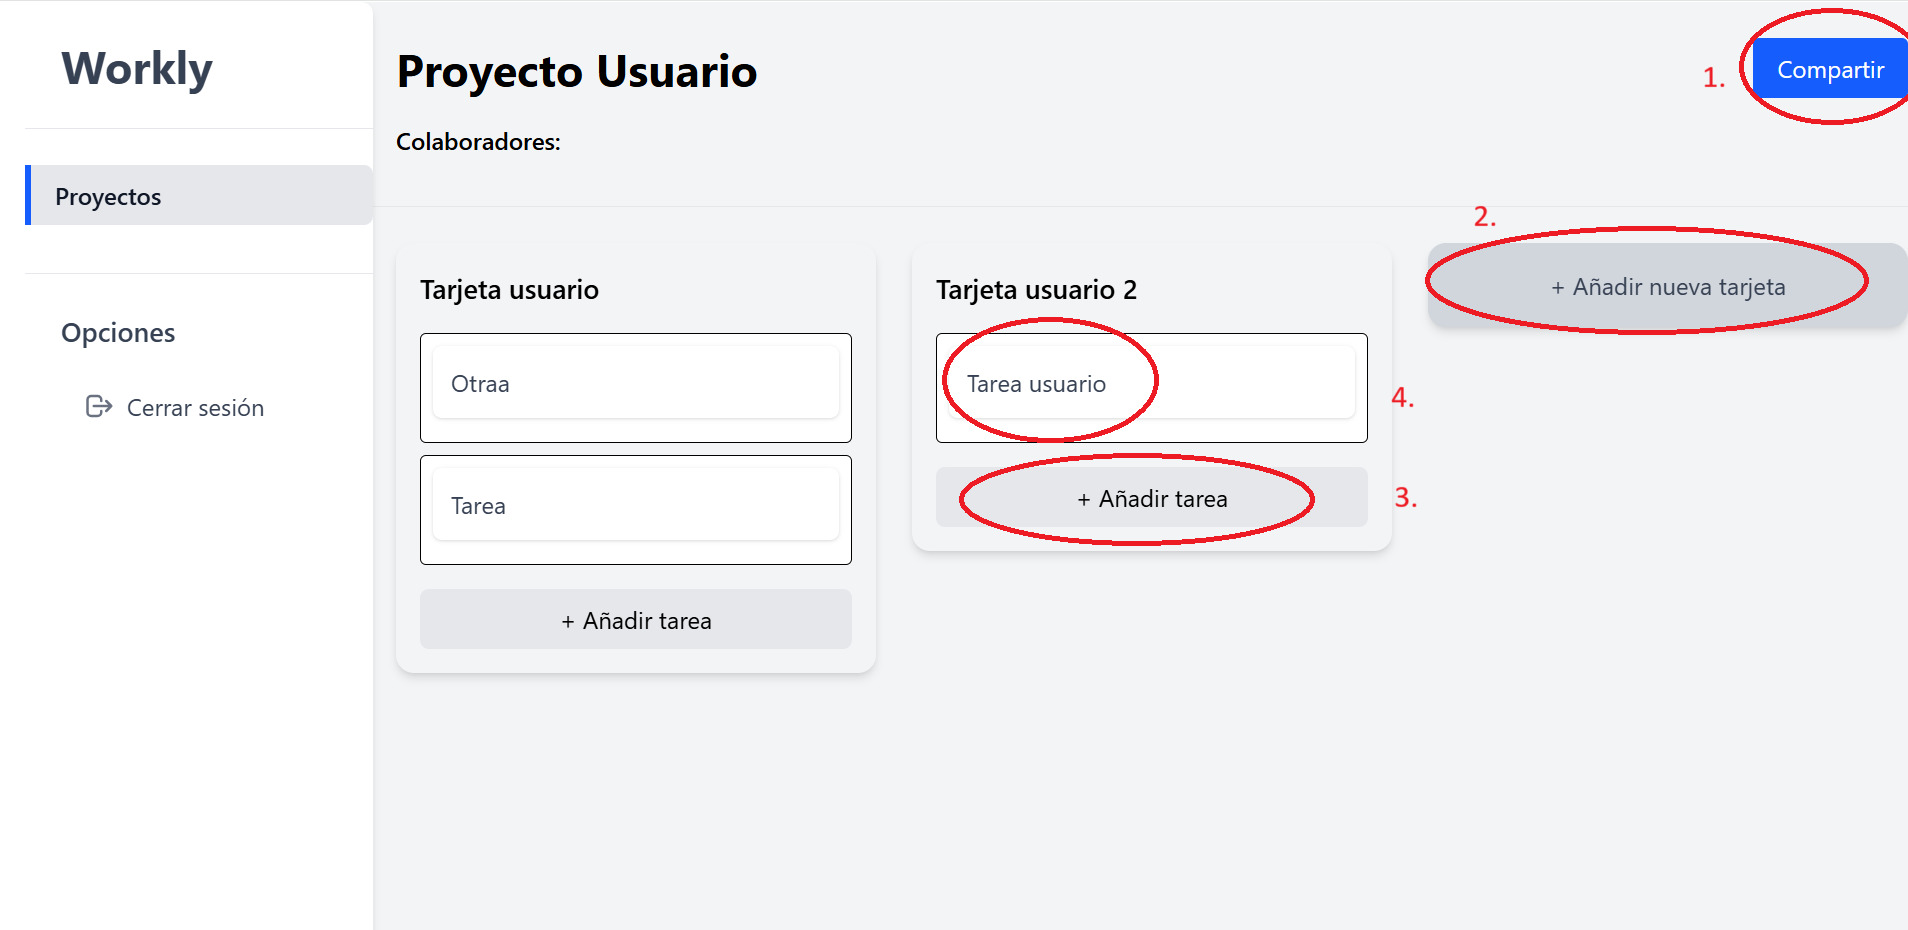 Workly
Proyectos
Opciones
Cerrar sesión
Proyecto Usuario
1.
Compartir
Colaboradores:
2.
Tarjeta usuario
Otraa
Tarea
+ Añadir tarea
Tarjeta usuario 2
Tarea usuario
4.
+ Añadir tarea
3.
+ Añadir nueva tarjeta